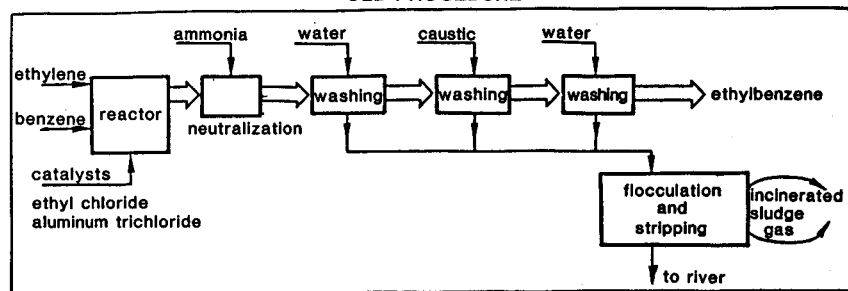 ammonia
water
caustic
water
ethylene
benzene
reactor
neutralization
washing
washing
washing
ethylbenzene
catalysts
ethyl chloride
aluminum trichloride
flocculation
and
stripping
incinerated
sludge
gas
to river